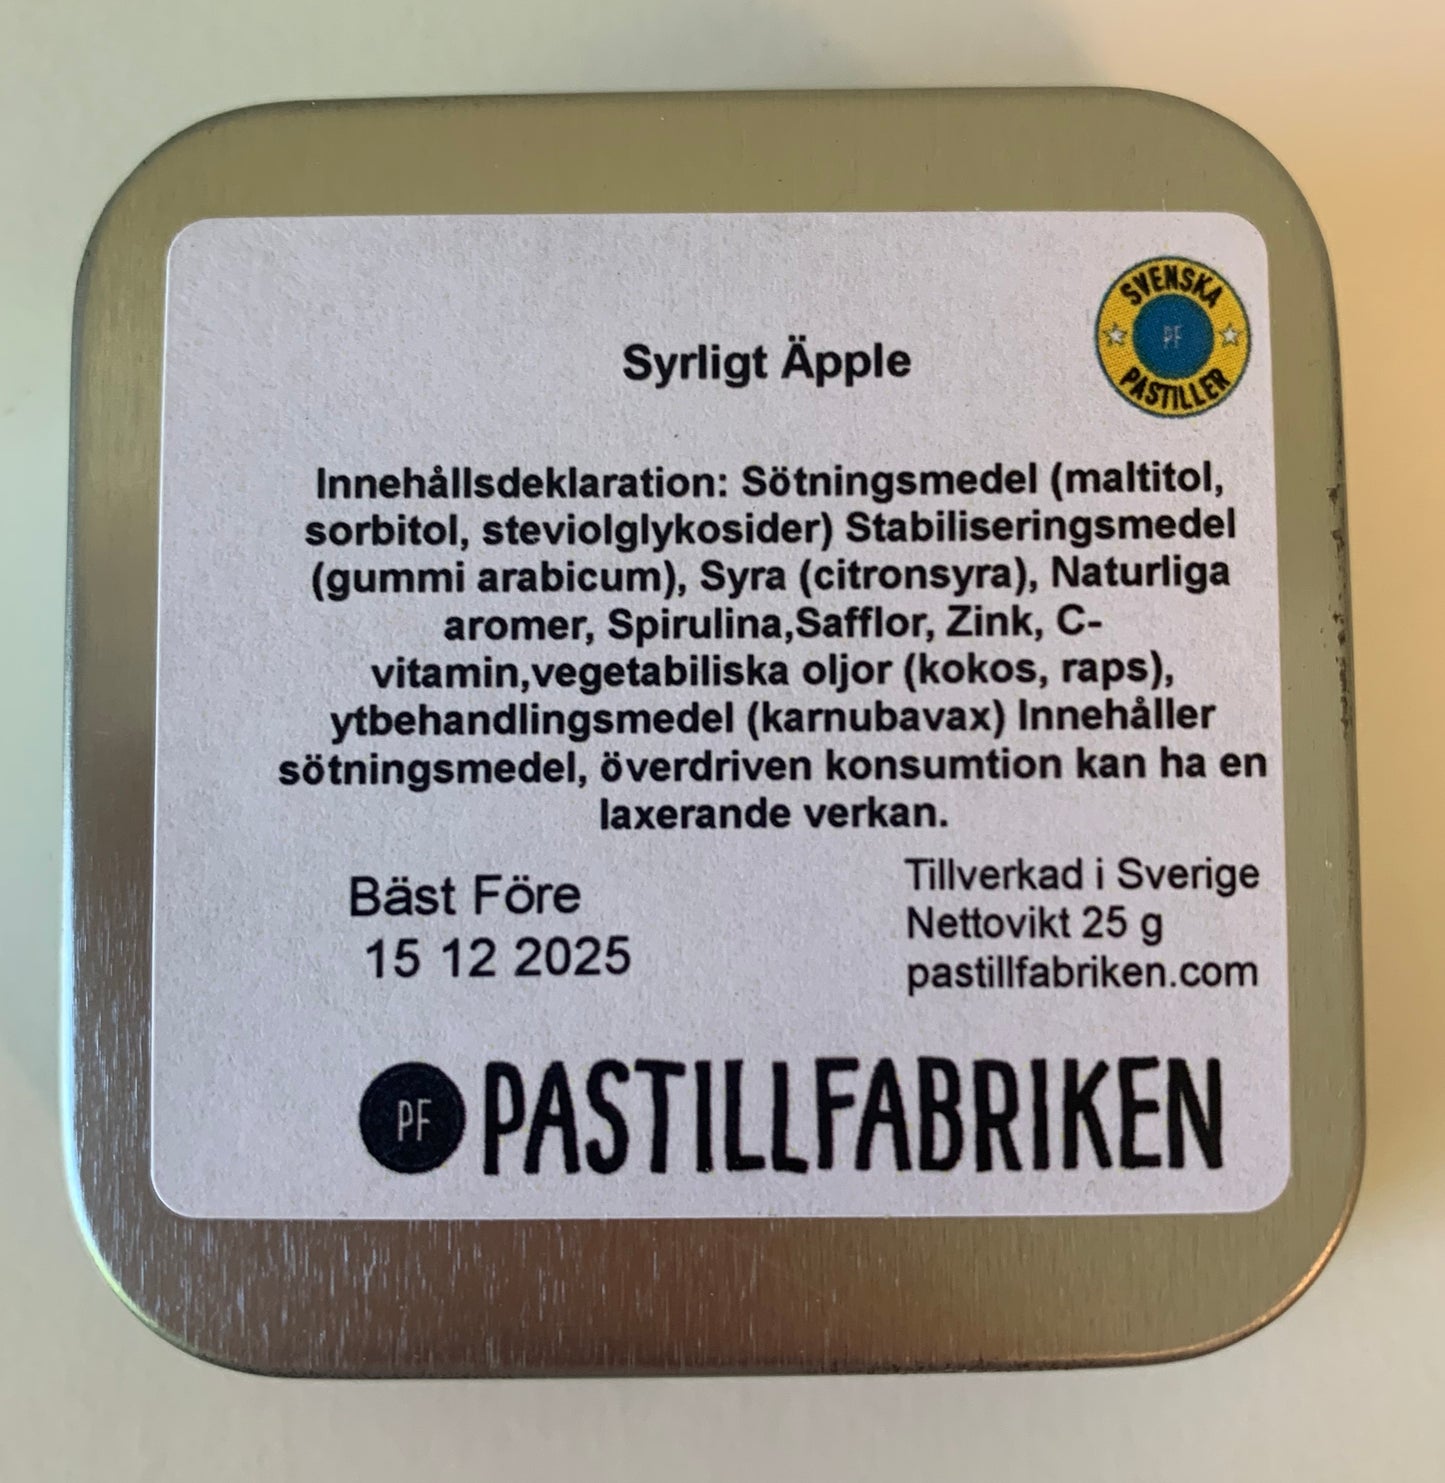 SVENSKA
PF
PASTILLER
Syrligt Äpple
Innehållsdeklaration: Sötningsmedel (maltitol,
sorbitol, steviolglykosider) Stabiliseringsmedel
(gummi arabicum), Syra (citronsyra), Naturliga
aromer, Spirulina,Safflor, Zink, C-
vitamin,vegetabiliska oljor (kokos, raps),
ytbehandlingsmedel (karnubavax) Innehåller
sötningsmedel, överdriven konsumtion kan ha en
laxerande verkan.
Bäst Före
15 12 2025
Tillverkad i Sverige
Nettovikt 25 g
pastillfabriken.com
PF PASTILLFABRIKEN